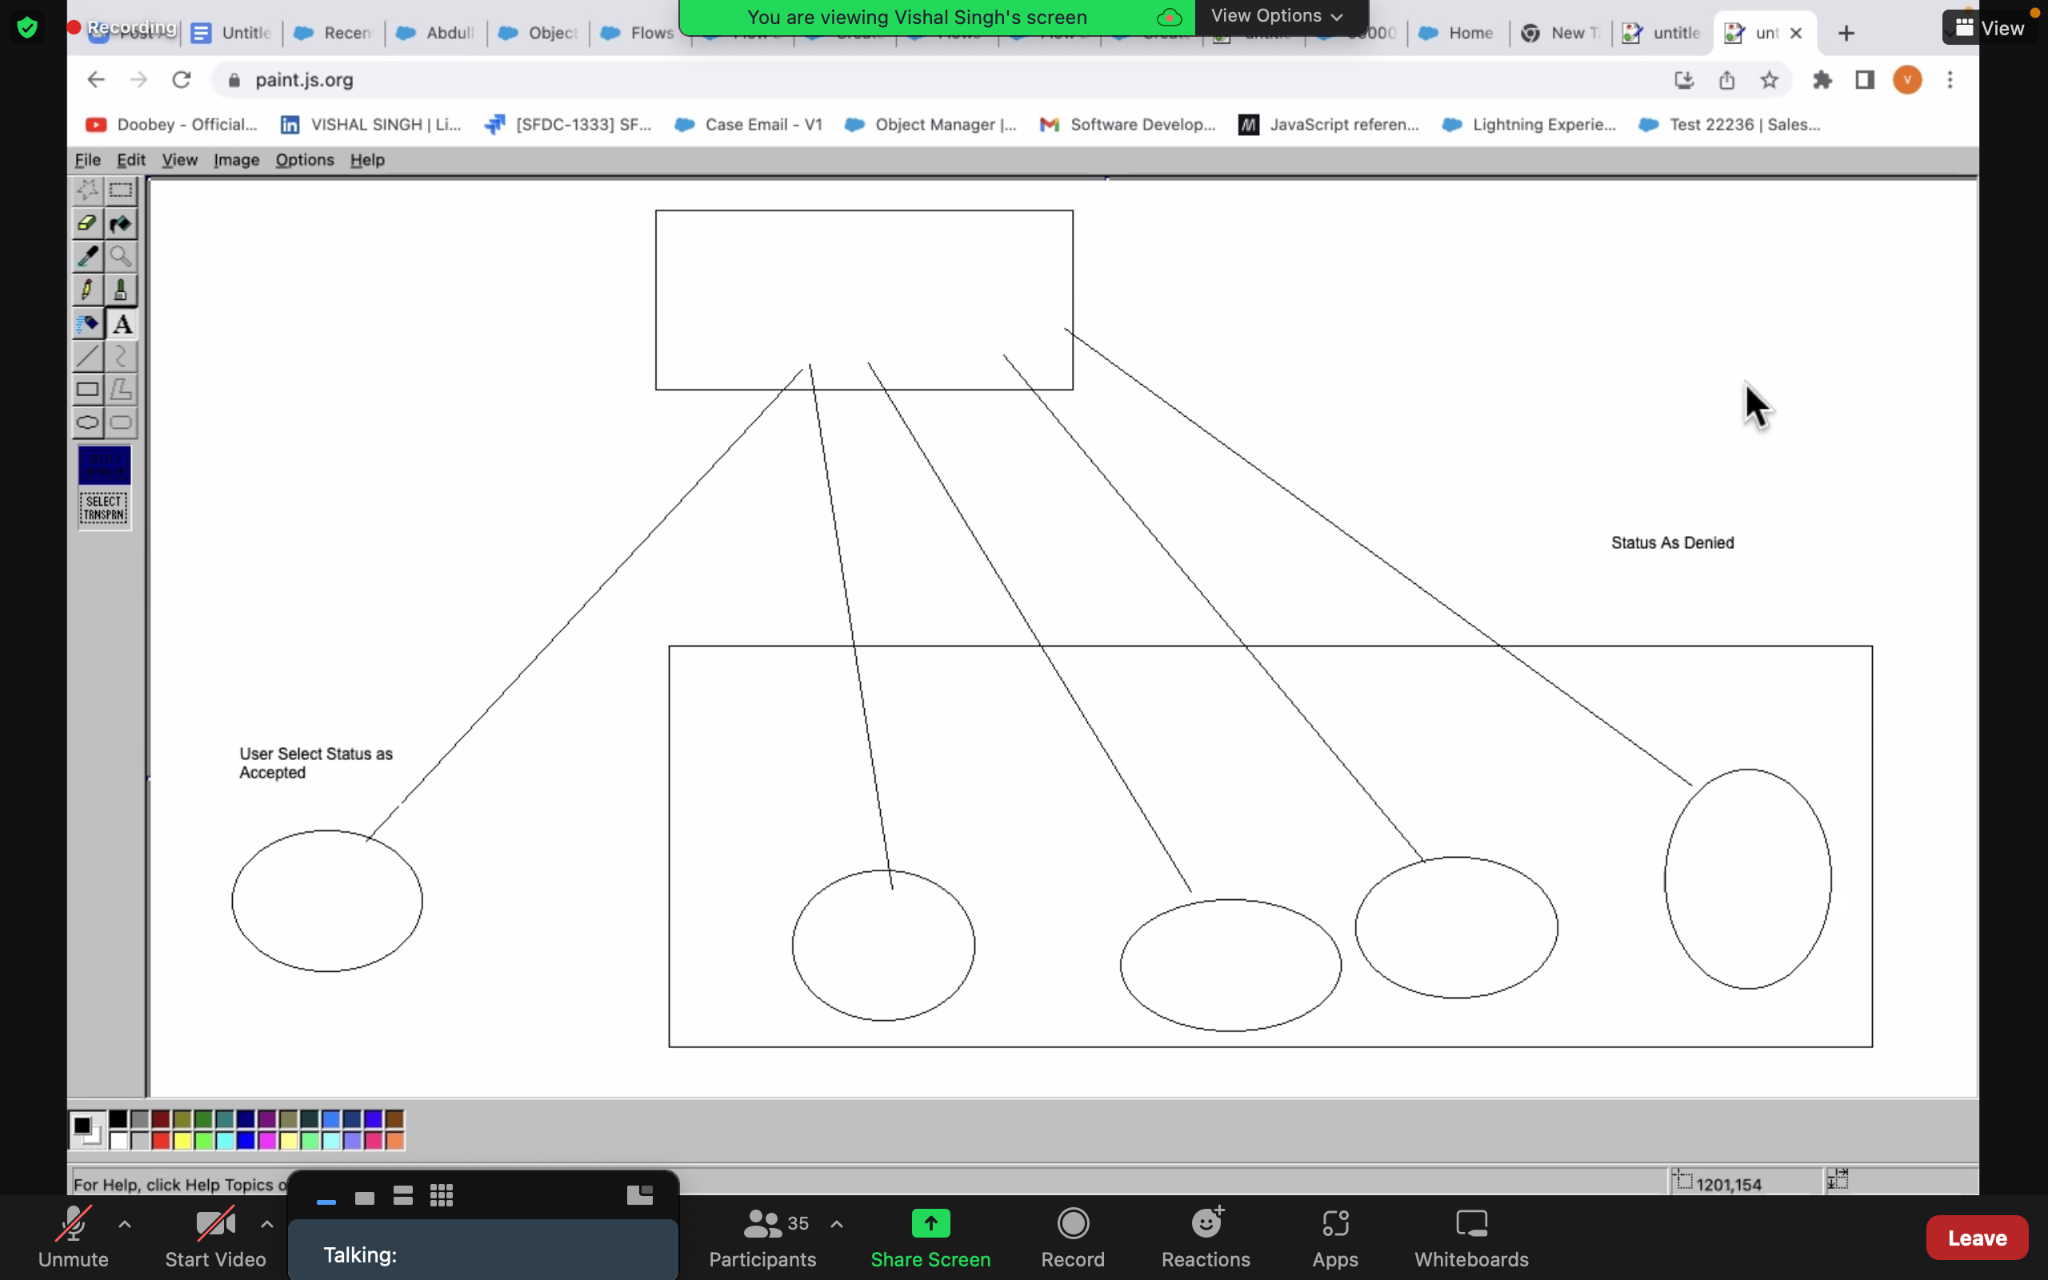 You are viewing Vishal Singh's screen
View Options
View
Recording
Untitle
Recen
Abdull
Object
Flows
Home
New T
untitle
unt
paint.js.org
V
Doobey - Official...
VISHAL SINGH | Li...
[SFDC-1333] SF...
Case Email - V1
Object Manager |...
Software Develop...
JavaScript referen...
Lightning Experie...
Test 22236 | Sales...
File Edit View Image Options Help
A
SELECT
TRNSPRN
Status As Denied
User Select Status as
Accepted
For Help, click Help Topics o
1201,154
Talking:
Unmute
Start Video
35
Participants
Share Screen
Record
Reactions
Apps
Whiteboards
Leave